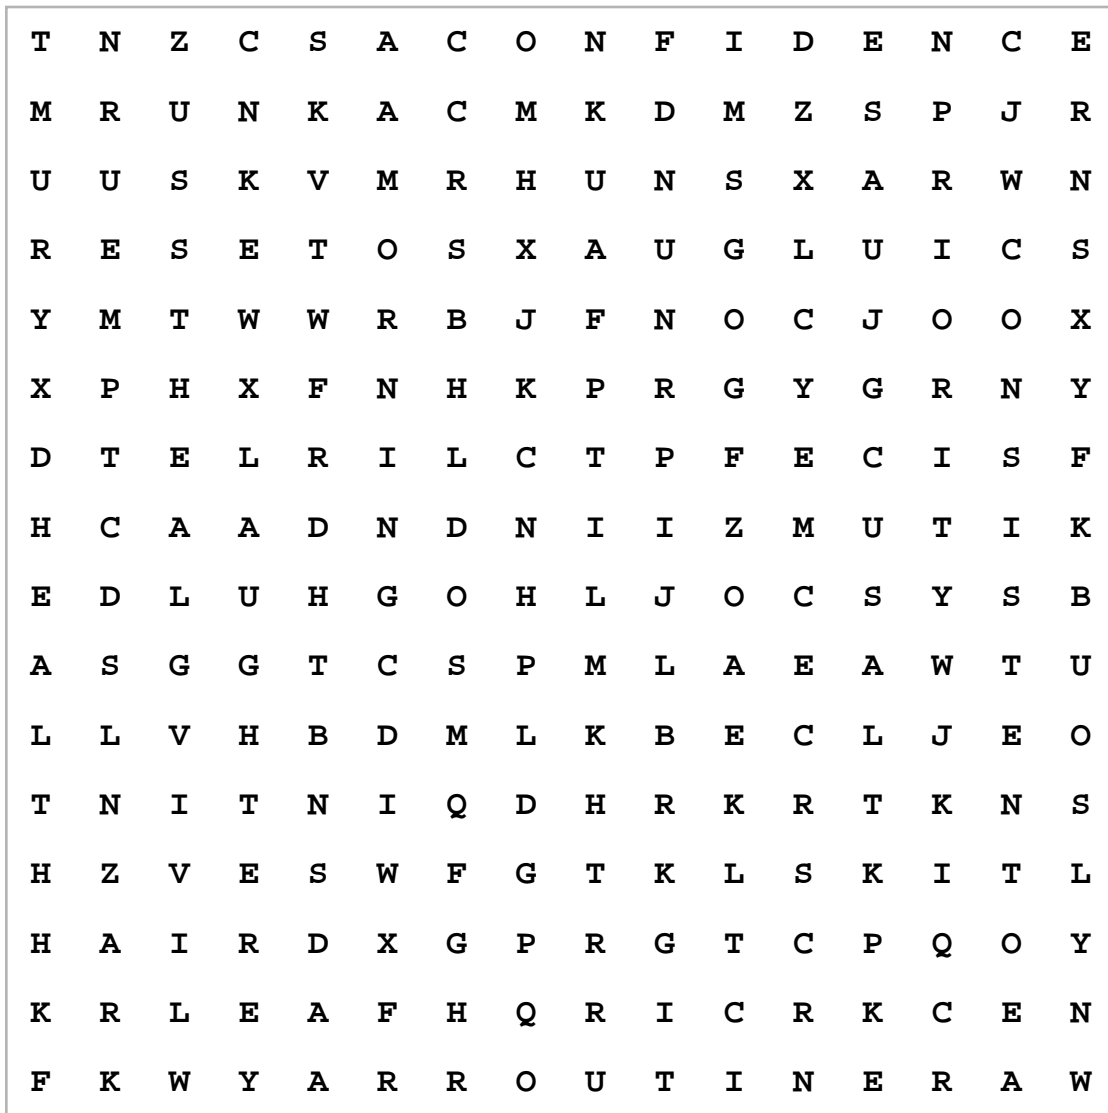 T N Z C S A C O N F I D E N C E
M R U N K A C M K D M Z S P J R
U U S K V M R H U N S X A R W N
R E S E T O S X A U G L U I C S
Y M T W W R B J F N O C J O O X
X P H X F N H K P R G Y G R N Y
D T E L R I L C T P F E C I S F
H C A A D N D N I I Z M U T I K
E D L U H G O H L J O C S Y S B
A S G G T C S P M L A E A W T U
L L V H B D M L K B E C L J E O
T N I T N I Q D H R K R T K N S
H Z V E S W F G T K L S K I T L
H A I R D X G P R G T C P Q O Y
K R L E A F H Q R I C R K C E N
F K W Y A R R O U T I N E R A W